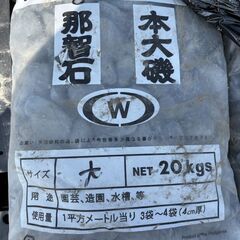 那智石
本大磯
W
サイズ 大 NET 20kgs
用途 園芸、造園、水槽、等
使用量 1平方メートル当り 3袋〜4袋(4cm厚)